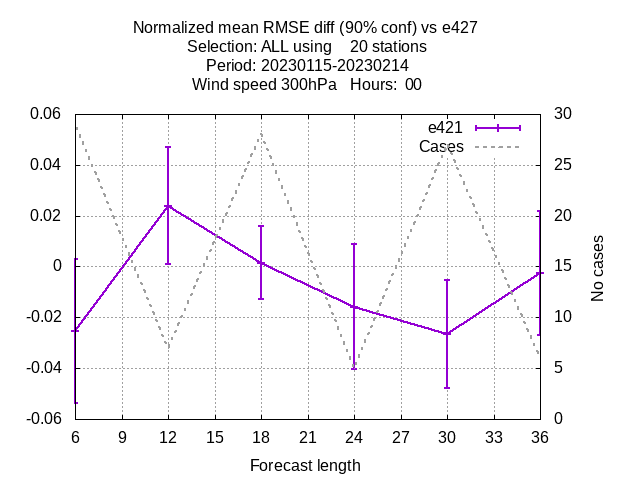 Normalized mean RMSE diff (90% conf) vs e427
Selection: ALL using    20 stations
Period: 20230115-20230214
Wind speed 300hPa   Hours:  00
e421
Cases
0.06
0.04
0.02
0
-0.02
-0.04
-0.06
30
25
20
15
10
5
0
No cases
6 9 12 15 18 21 24 27 30 33 36
Forecast length